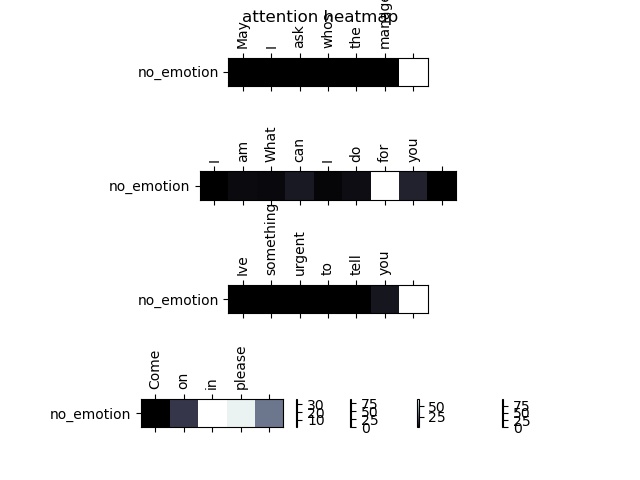 attention heatmap
May I ask whos the
no_emotion
I am What can I do for you
no_emotion
Ive something urgent to tell you
no_emotion
Come on in please
no_emotion
30 20 10
75 50 25 0
50 25
75 50 25 0